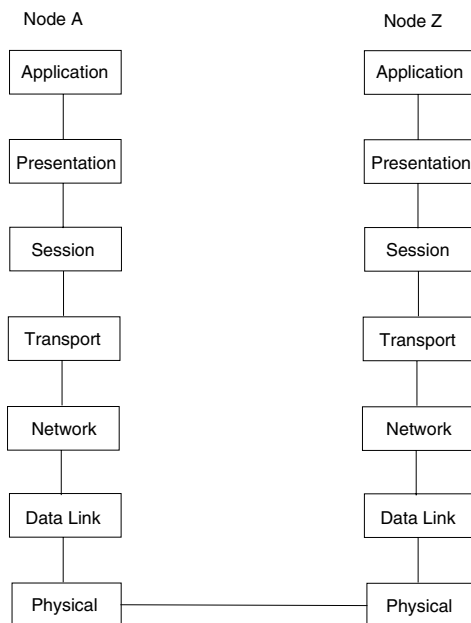 Node A
Node Z
Application
Application
Presentation
Presentation
Session
Session
Transport
Transport
Network
Network
Data Link
Data Link
Physical
Physical